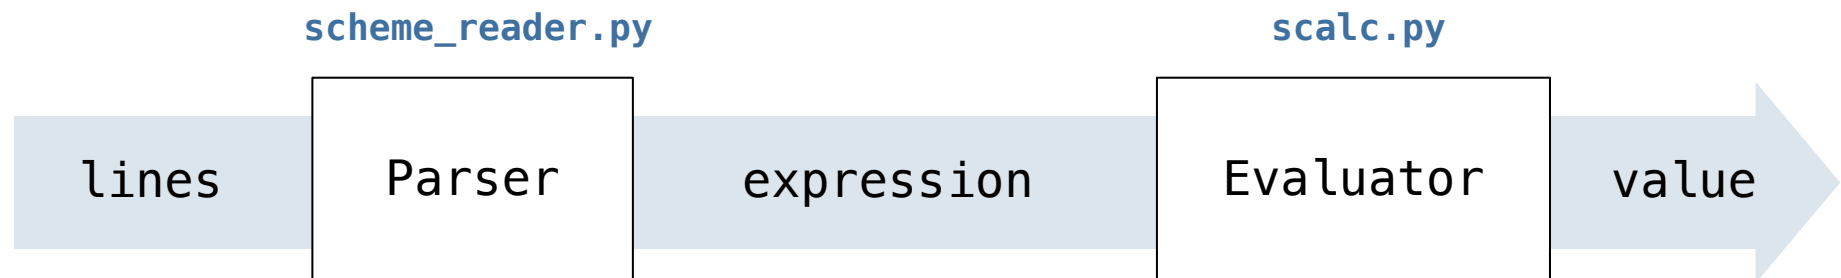 scheme_reader.py scalc.py
lines Parser expression Evaluator value